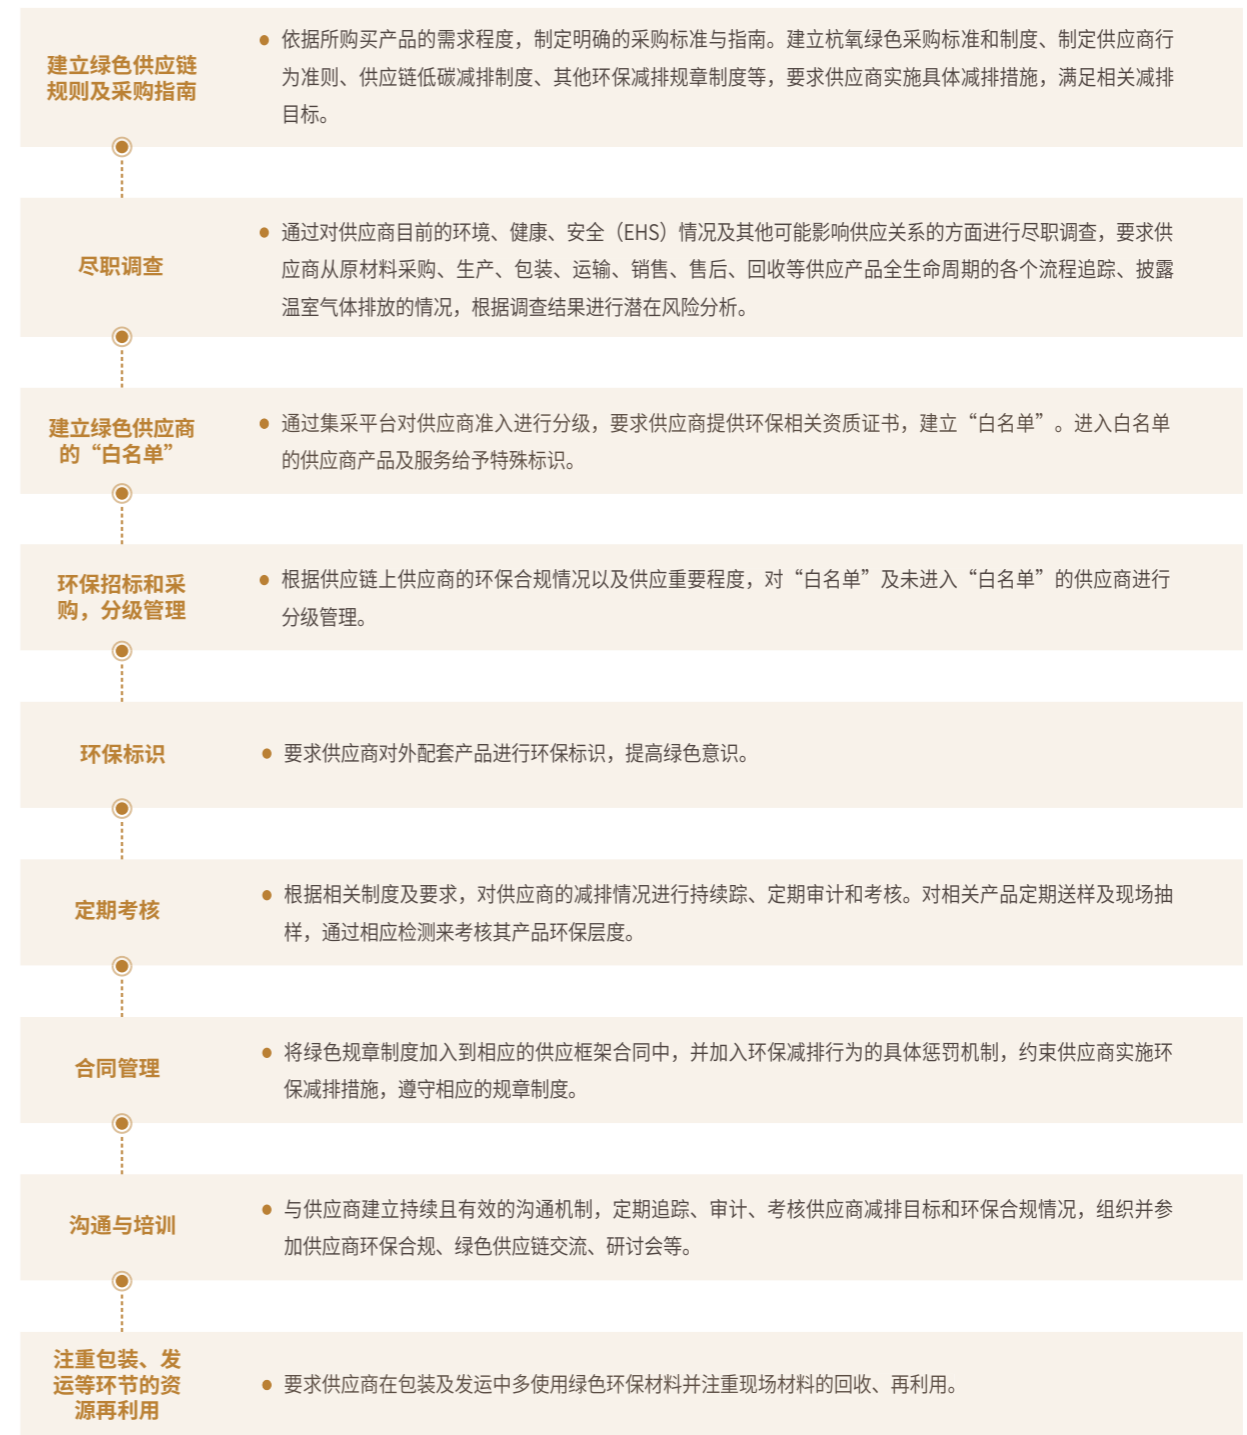 建立绿色供应链
规则及采购指南
依据所购买产品的需求程度，制定明确的采购标准与指南。建立杭氧绿色采购标准和制度、制定供应商行
为准则、供应链低碳减排制度、其他环保减排规章制度等，要求供应商实施具体减排措施，满足相关减排
目标。
尽职调查
通过对供应商目前的环境、健康、安全（EHS）情况及其他可能影响供应关系的方面进行尽职调查，要求供
应商从原材料采购、生产、包装、运输、销售、售后、回收等供应产品全生命周期的各个流程追踪、披露
温室气体排放的情况，根据调查结果进行潜在风险分析。
建立绿色供应商
的“白名单”
通过集采平台对供应商准入进行分级，要求供应商提供环保相关资质证书，建立“白名单”。进入白名单
的供应商产品及服务给予特殊标识。
环保招标和采
购，分级管理
根据供应链上供应商的环保合规情况以及供应重要程度，对“白名单”及未进入“白名单”的供应商进行
分级管理。
环保标识
要求供应商对外配套产品进行环保标识，提高绿色意识。
定期考核
根据相关制度及要求，对供应商的减排情况进行持续踪、定期审计和考核。对相关产品定期送样及现场抽
样，通过相应检测来考核其产品环保层度。
合同管理
将绿色规章制度加入到相应的供应框架合同中，并加入环保减排行为的具体惩罚机制，约束供应商实施环
保减排措施，遵守相应的规章制度。
沟通与培训
与供应商建立持续且有效的沟通机制，定期追踪、审计、考核供应商减排目标和环保合规情况，组织并参
加供应商环保合规、绿色供应链交流、研讨会等。
注重包装、发
运等环节的资
源再利用
要求供应商在包装及发运中多使用绿色环保材料并注重现场材料的回收、再利用。